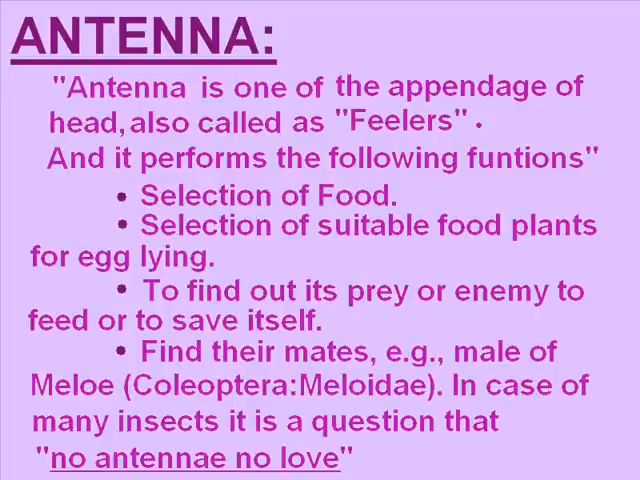 ANTENNA:
"Antenna is one of the appendage of
head,also called as "Feelers" .
And it performs the following funtions"
• Selection of Food.
• Selection of suitable food plants
for egg lying.
• To find out its prey or enemy to
feed or to save itself.
• Find their mates, e.g., male of
Meloe (Coleoptera:Meloidae). In case of
many insects it is a question that
"no antennae no love"